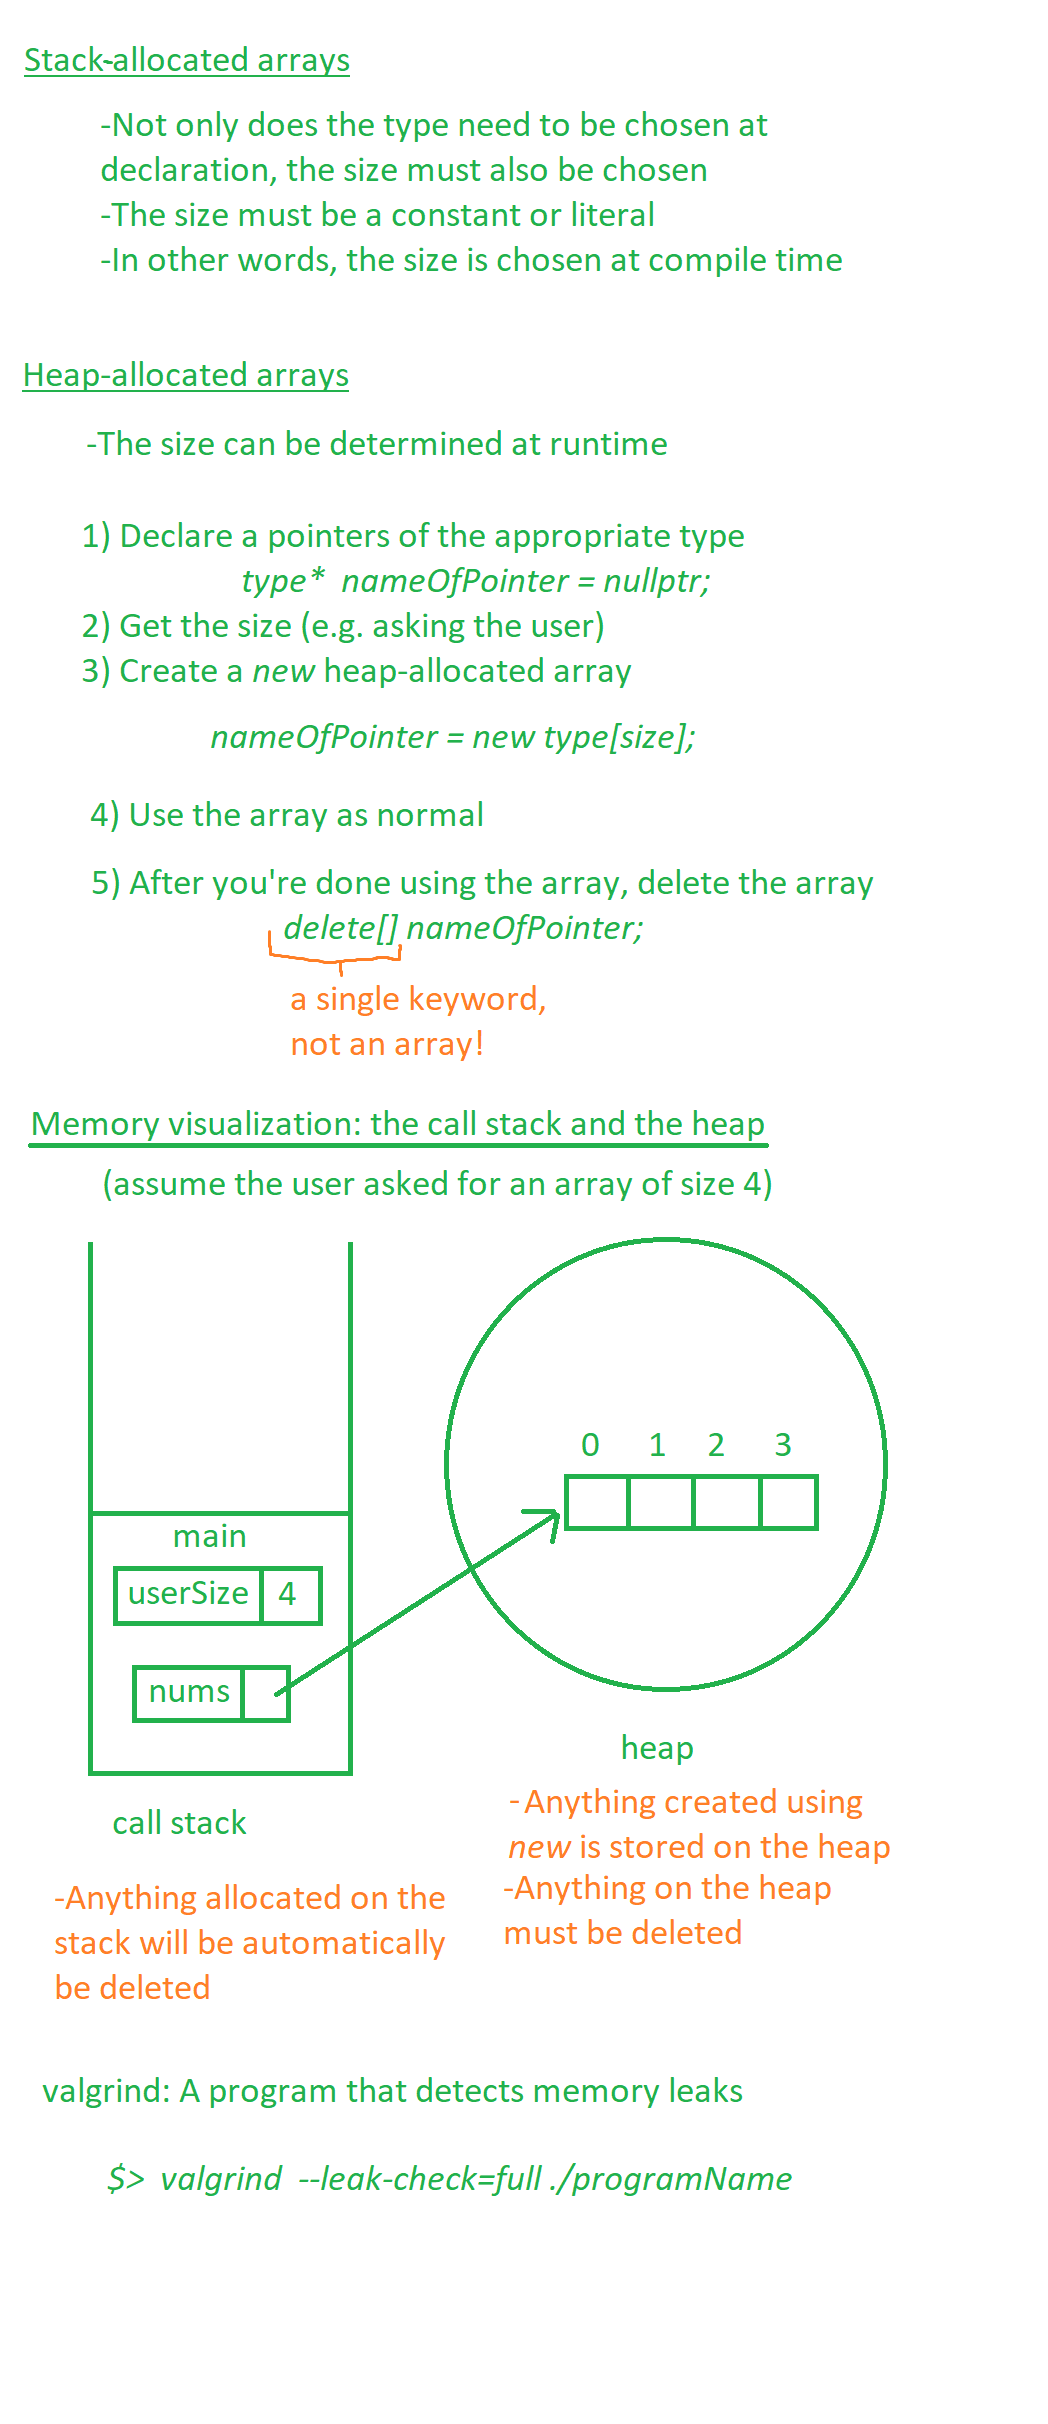 Stack-allocated arrays
-Not only does the type need to be chosen at
declaration, the size must also be chosen
-The size must be a constant or literal
-In other words, the size is chosen at compile time
Heap-allocated arrays
-The size can be determined at runtime
1) Declare a pointers of the appropriate type
type* nameOfPointer = nullptr;
2) Get the size (e.g. asking the user)
3) Create a new heap-allocated array
nameOfPointer = new type[size];
4) Use the array as normal
5) After you're done using the array, delete the array
delete[] nameOfPointer;
a single keyword,
not an array!
Memory visualization: the call stack and the heap
(assume the user asked for an array of size 4)
0 1 2 3
main
userSize 4
nums
call stack
-Anything allocated on the
stack will be automatically
be deleted
heap
-Anything created using
new is stored on the heap
-Anything on the heap
must be deleted
valgrind: A program that detects memory leaks
$> valgrind --leak-check=full ./programName